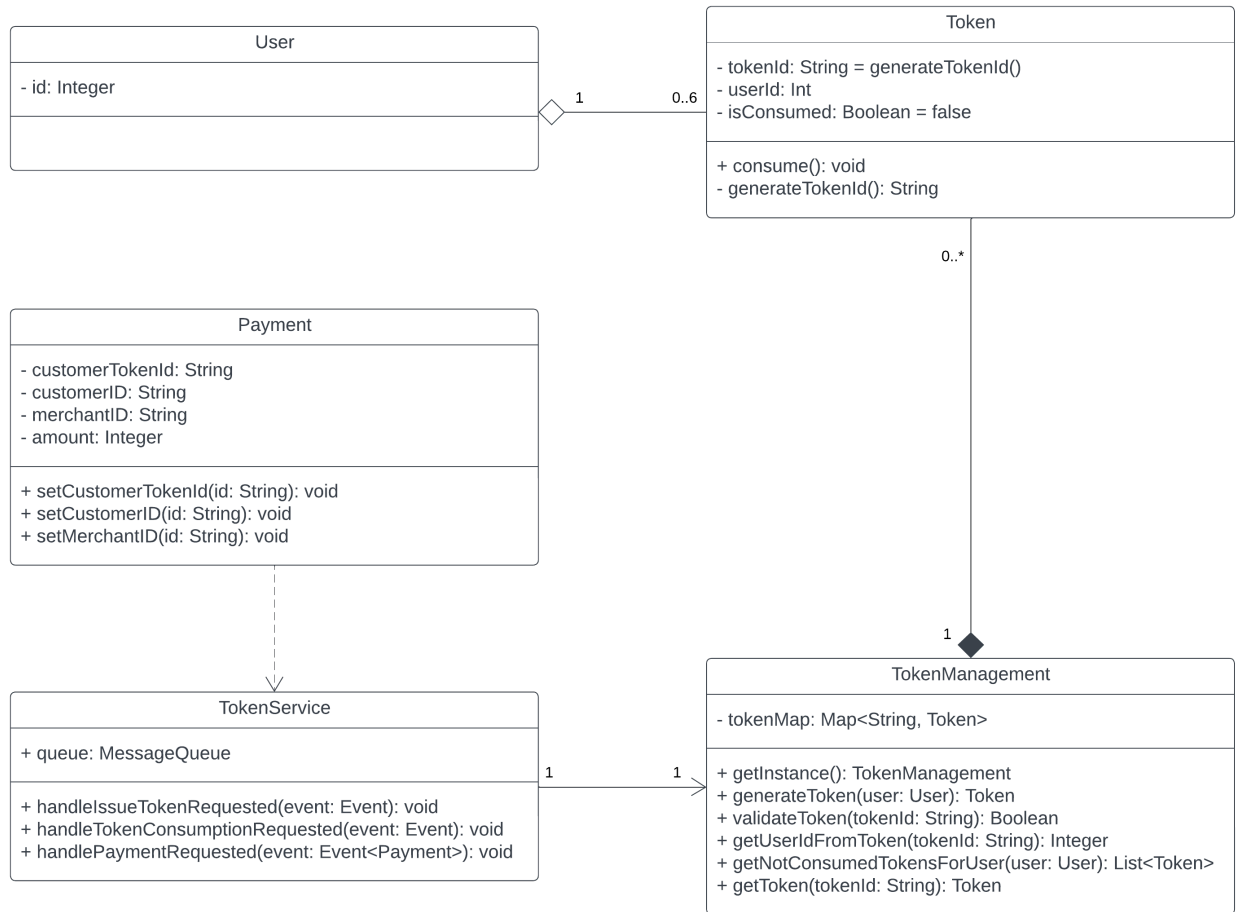 User
- id: Integer
1
0..6
Token
- tokenId: String = generateTokenId()
- userId: Int
- isConsumed: Boolean = false
+ consume(): void
- generateTokenId(): String
0..*
Payment
- customerTokenId: String
- customerID: String
- merchantID: String
- amount: Integer
+ setCustomerTokenId(id: String): void
+ setCustomerID(id: String): void
+ setMerchantID(id: String): void
1
TokenService
+ queue: MessageQueue
+ handleIssueTokenRequested(event: Event): void
+ handleTokenConsumptionRequested(event: Event): void
+ handlePaymentRequested(event: Event<Payment>): void
1
1
TokenManagement
- tokenMap: Map<String, Token>
+ getInstance(): TokenManagement
+ generateToken(user: User): Token
+ validateToken(tokenId: String): Boolean
+ getUserIdFromToken(tokenId: String): Integer
+ getNotConsumedTokensForUser(user: User): List<Token>
+ getToken(tokenId: String): Token